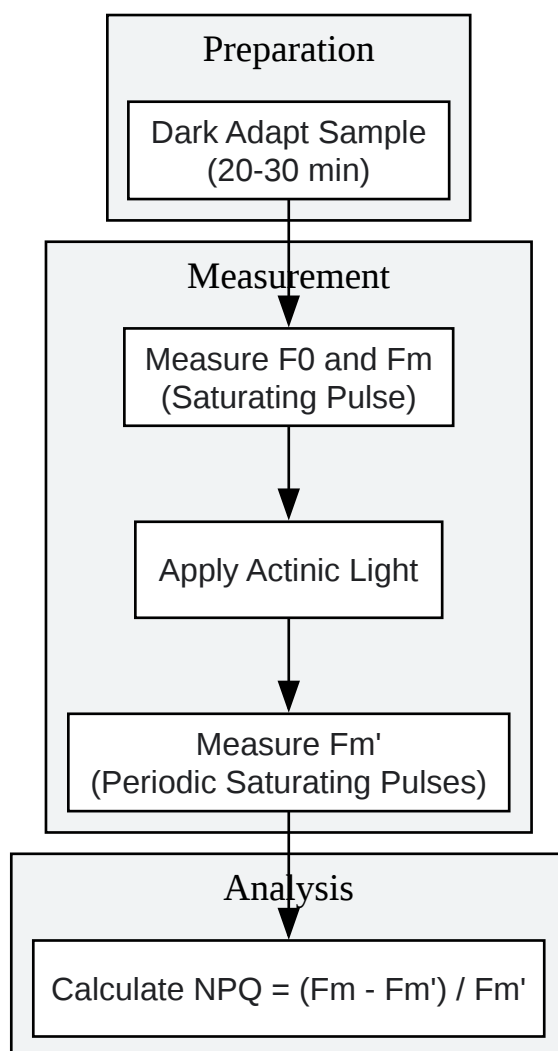 Preparation
Dark Adapt Sample
(20-30 min)
Measurement
Measure F0 and Fm
(Saturating Pulse)
Apply Actinic Light
Measure Fm'
(Periodic Saturating Pulses)
Analysis
Calculate NPQ = (Fm - Fm') / Fm'